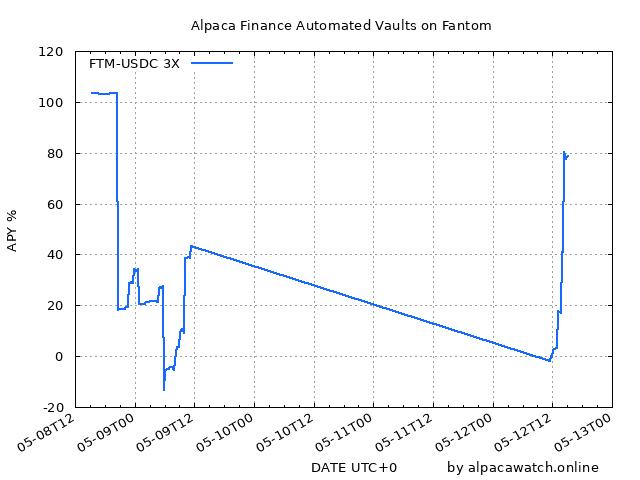 Alpaca Finance Automated Vaults on Fantom
FTM-USDC 3X
APY %
120
100
80
60
40
20
0
-20
05-08T12
05-09T00
05-09T12
05-10T00
05-10T12
05-11T00
05-11T12
05-12T00
05-12T12
05-13T00
DATE UTC+0
by alpacawatch.online